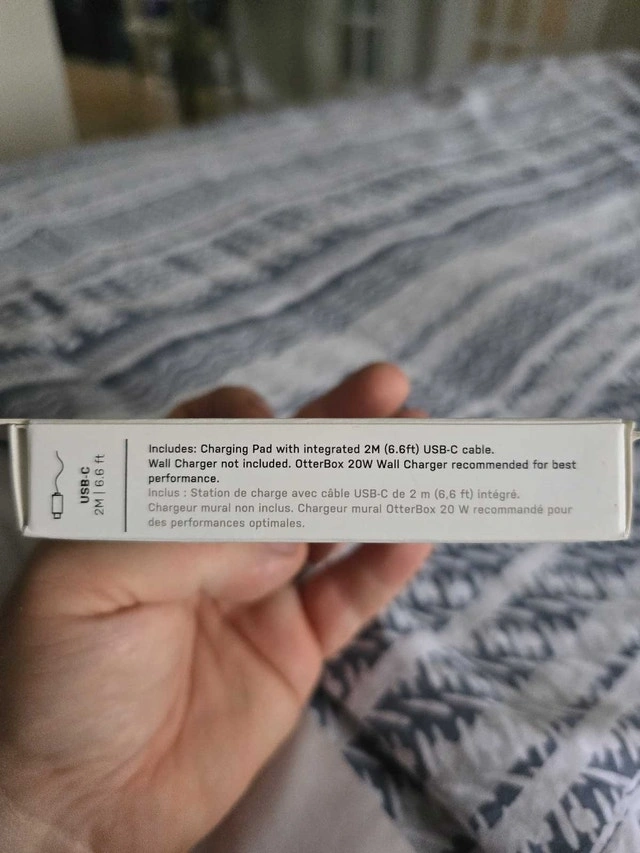 USB-C
2M | 6.6 ft
Includes: Charging Pad with integrated 2M (6.6ft) USB-C cable.
Wall Charger not included. OtterBox 20W Wall Charger recommended for best
performance.
Inclus : Station de charge avec câble USB-C de 2 m (6,6 ft) intégré.
Chargeur mural non inclus. Chargeur mural OtterBox 20 W recommandé pour
des performances optimales.